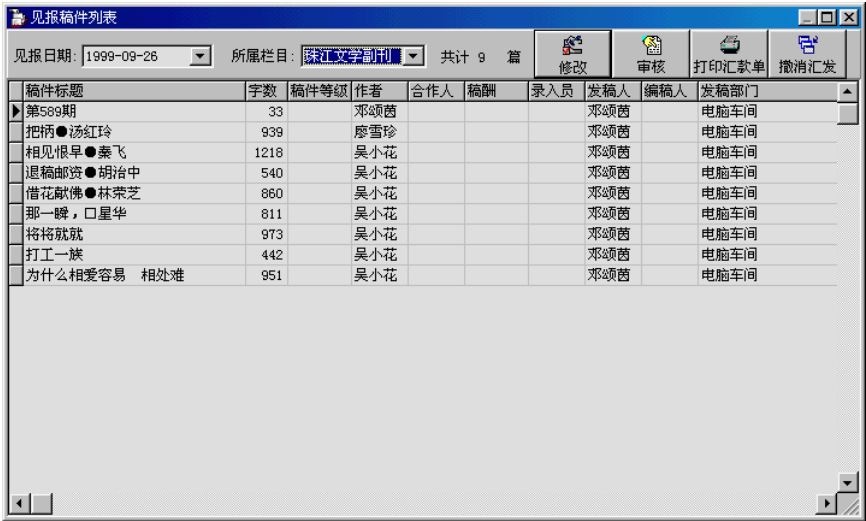 见报稿件列表
见报日期: 1999-09-26 所属栏目: 珠江文学副刊 共计 9 篇 修改 审核 打印汇款单 撤消汇发
稿件标题 字数 稿件等级 作者 合作人 稿酬 录入员 发稿人 编稿人 发稿部门
第589期 33 邓颂茵 邓颂茵 电脑车间
把柄●汤红玲 939 廖雪珍 邓颂茵 电脑车间
相见恨早●秦飞 1218 吴小花 邓颂茵 电脑车间
退稿邮资●胡治中 540 吴小花 邓颂茵 电脑车间
借花献佛●林荣芝 860 吴小花 邓颂茵 电脑车间
那一瞬，口星华 811 吴小花 邓颂茵 电脑车间
将将就就 973 吴小花 邓颂茵 电脑车间
打工一族 442 吴小花 邓颂茵 电脑车间
为什么相爱容易 相处难 951 吴小花 邓颂茵 电脑车间